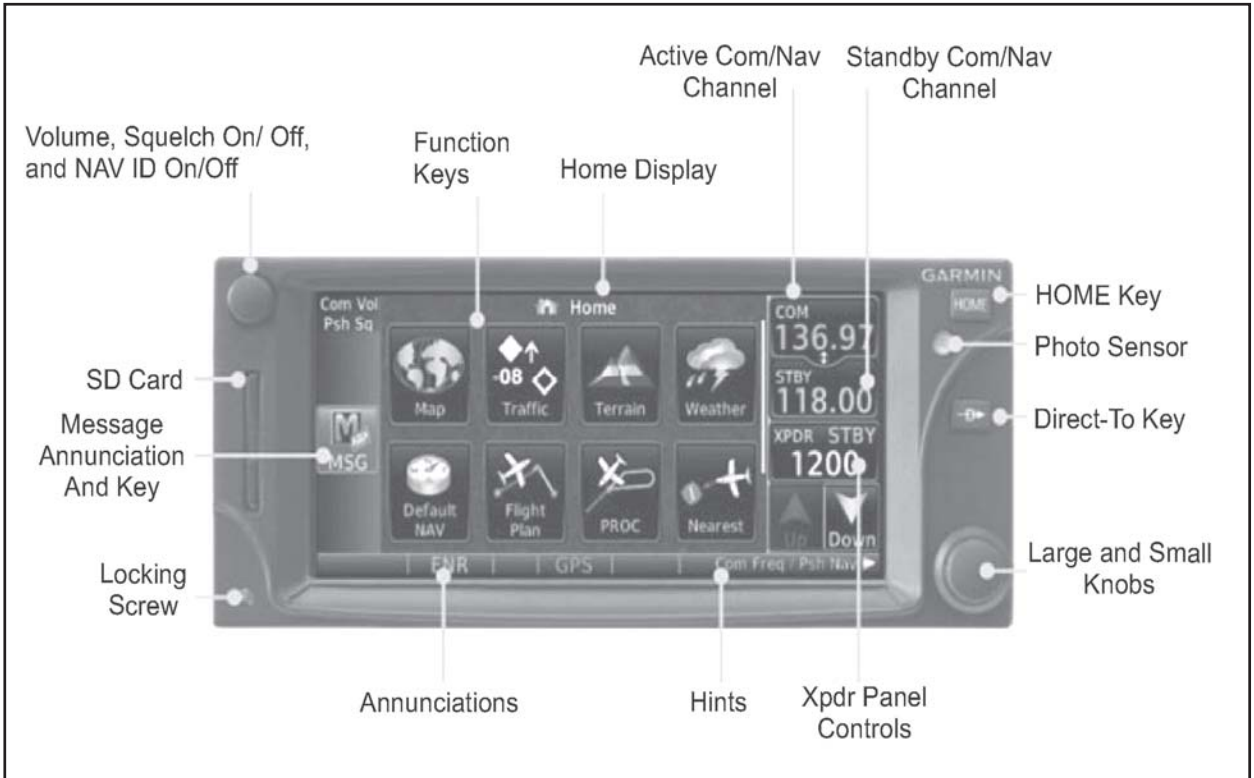 Active Com/Nav
Channel
Standby Com/Nav
Channel
Volume, Squelch On/ Off,
and NAV ID On/Off
Function
Keys
Home Display
GARMIN
HOME
HOME Key
Photo Sensor
Direct-To Key
Large and Small
Knobs
SD Card
Message
Annunciation
And Key
Locking
Screw
Com Vol
Psh Sq
Home
COM
136.97
STBY
118.00
XPDR STBY
1200
Map
Traffic
-08
Terrain
Weather
MSG
Default
NAV
Flight
Plan
PROC
Nearest
Up
Down
ENR
GPS
Com Freq / Psh Nav
Annunciations
Hints
Xpdr Panel
Controls